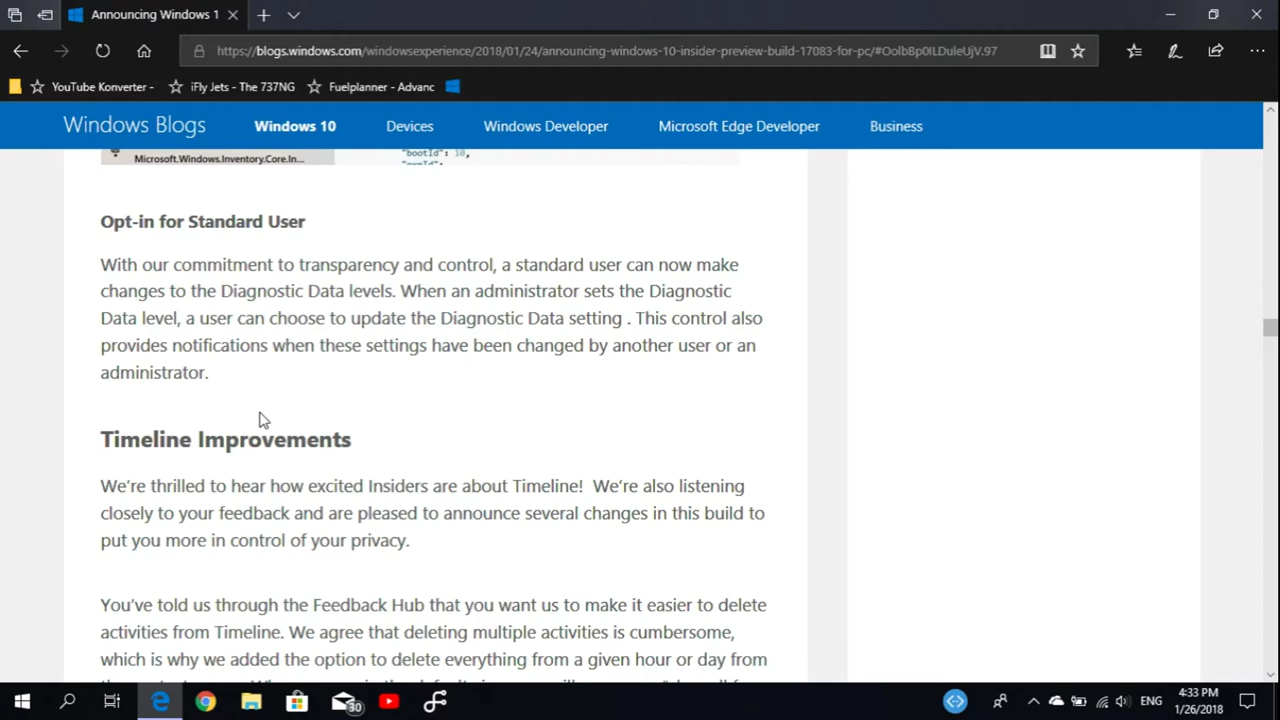 Announcing Windows 1
https://blogs.windows.com/windowsexperience/2018/01/24/announcing-windows-10-insider-preview-build-17083-for-pc/#OolbBp0ILDuleUjV.97
YouTube Konverter - iFly Jets - The 737NG Fuelplanner - Advanc
Windows Blogs Windows 10 Devices Windows Developer Microsoft Edge Developer Business
Microsoft.Windows.Inventory.Core.In... "bootId": 10,
Opt-in for Standard User
With our commitment to transparency and control, a standard user can now make
changes to the Diagnostic Data levels. When an administrator sets the Diagnostic
Data level, a user can choose to update the Diagnostic Data setting . This control also
provides notifications when these settings have been changed by another user or an
administrator.
Timeline Improvements
We're thrilled to hear how excited Insiders are about Timeline!  We're also listening
closely to your feedback and are pleased to announce several changes in this build to
put you more in control of your privacy.
You've told us through the Feedback Hub that you want us to make it easier to delete
activities from Timeline. We agree that deleting multiple activities is cumbersome,
which is why we added the option to delete everything from a given hour or day from
30 ENG 4:33 PM
1/26/2018